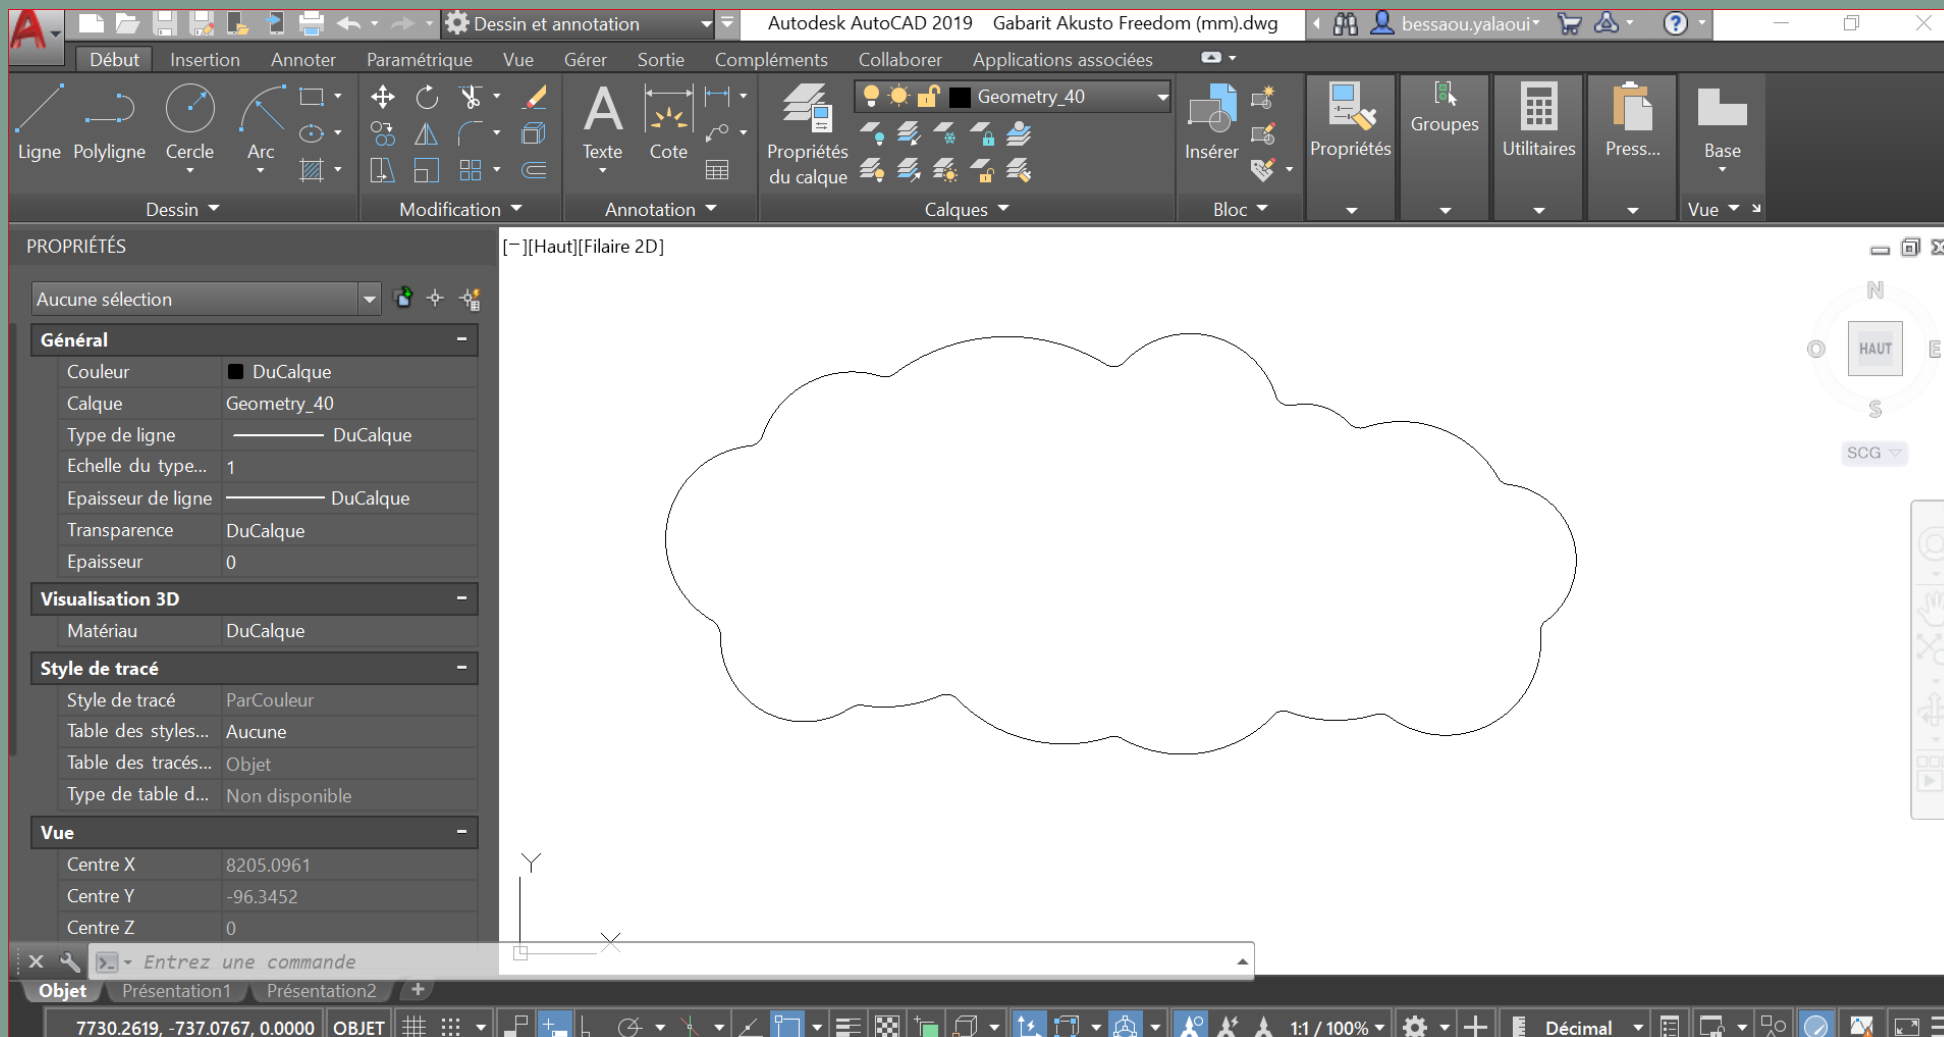 Dessin et annotation
Autodesk AutoCAD 2019 Gabarit Akusto Freedom (mm).dwg
bessaou.yalaoui
Début Insertion Annoter Paramétrique Vue Gérer Sortie Compléments Collaborer Applications associées
Geometry_40
Ligne Polyligne Cercle Arc
Texte Cote
Propriétés
du calque
Insérer
Propriétés
Groupes
Utilitaires
Press...
Base
Dessin
Modification
Annotation
Calques
Bloc
Vue
PROPRIÉTÉS
[−][Haut][Filaire 2D]
Aucune sélection
Général
Couleur DuCalque
Calque Geometry_40
Type de ligne DuCalque
Echelle du type... 1
Epaisseur de ligne DuCalque
Transparence DuCalque
Epaisseur 0
Visualisation 3D
Matériau DuCalque
Style de tracé
Style de tracé ParCouleur
Table des styles... Aucune
Table des tracés... Objet
Type de table d... Non disponible
Vue
Centre X 8205.0961
Centre Y -96.3452
Centre Z 0
N
O HAUT E
S
SCG
Y
X
Entrez une commande
Objet Présentation1 Présentation2 +
7730.2619, -737.0767, 0.0000 OBJET
1:1 / 100%
Décimal